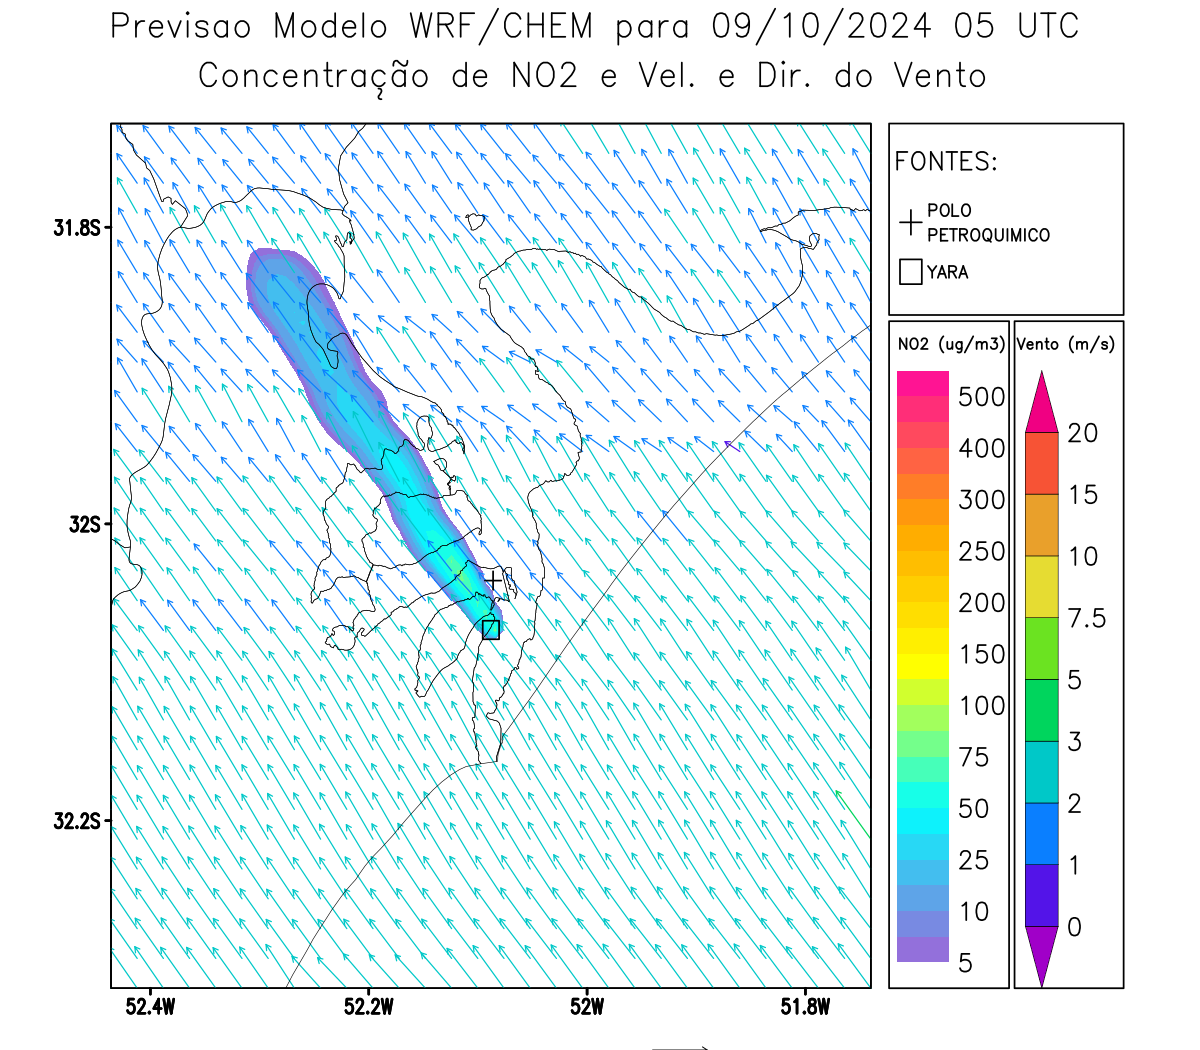 Previsao Modelo WRF/CHEM para 09/10/2024 05 UTC
Concentração de NO2 e Vel. e Dir. do Vento
FONTES:
POLO
PETROQUIMICO
YARA
NO2 (ug/m3)
500
400
300
250
200
150
100
75
50
25
10
5
Vento (m/s)
20
15
10
7.5
5
3
2
1
0
31.8S
32S
32.2S
52.4W
52.2W
52W
51.8W